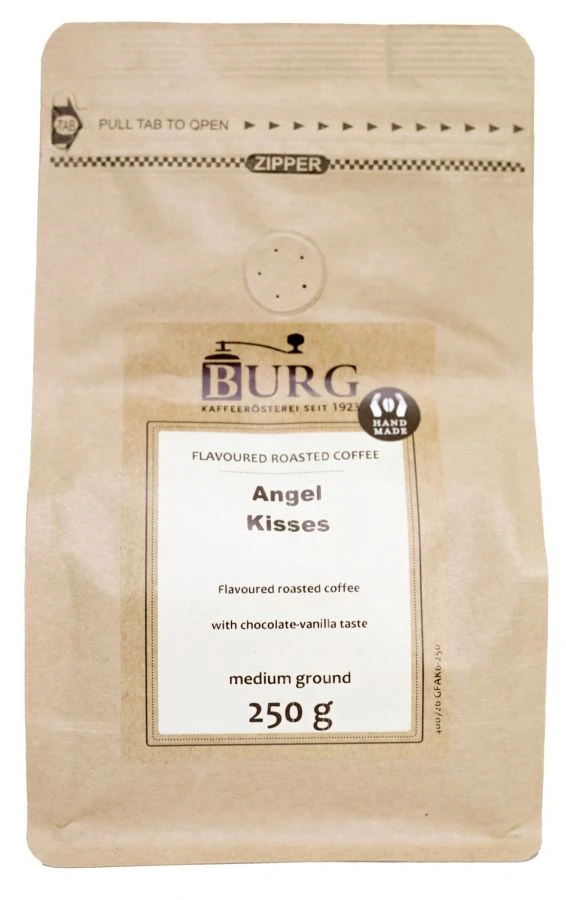 TAB
PULL TAB TO OPEN
ZIPPER
BURG
KAFFEERÖSTEREI SEIT 1923
HAND
MADE
FLAVOURED ROASTED COFFEE
Angel
Kisses
Flavoured roasted coffee
with chocolate-vanilla taste
medium ground
250 g